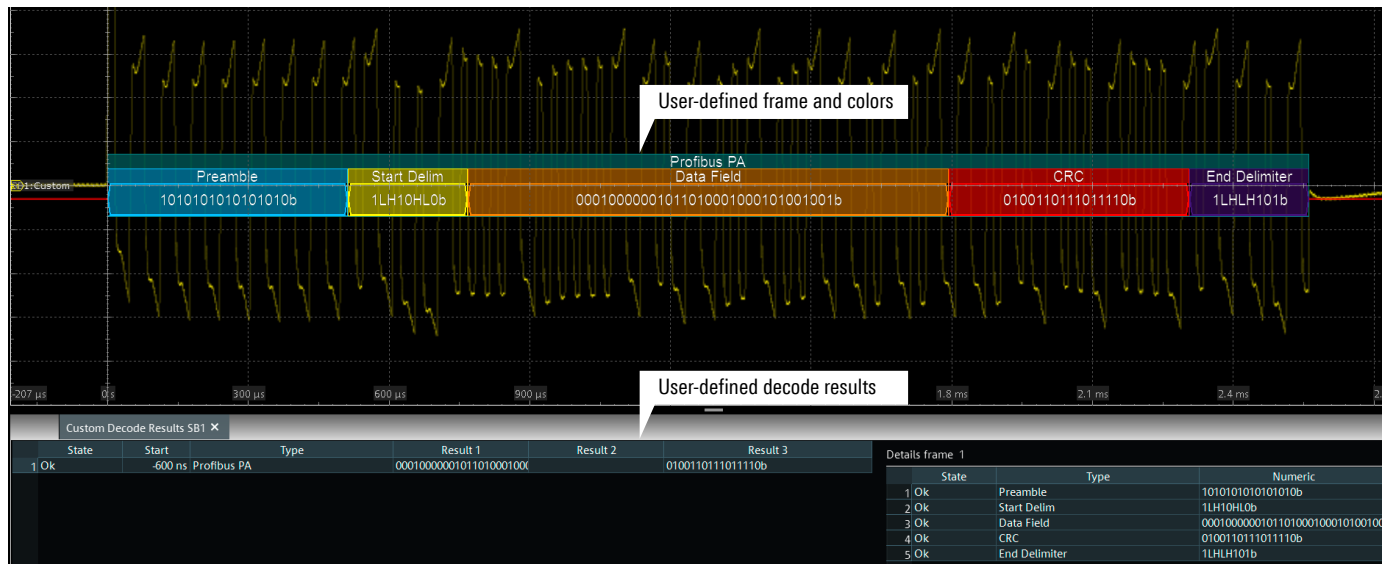 User-defined frame and colors
Profibus PA
Preamble Start Delim Data Field CRC End Delimiter
1:Custom
1010101010101010b 1LH10HL0b 00010000001011010001000101001001b 0100110111011110b 1LHLH101b
-207 µs 0 s 300 µs 600 µs 900 µs 1.8 ms 2.1 ms 2.4 ms
User-defined decode results
Custom Decode Results SB1 ×
State Start Type Result 1 Result 2 Result 3
1 Ok -600 ns Profibus PA 0001000000101101000100( 0100110111011110b
Details frame 1
State Type Numeric
1 Ok Preamble 1010101010101010b
2 Ok Start Delim 1LH10HL0b
3 Ok Data Field 0001000000101101000100010100100
4 Ok CRC 0100110111011110b
5 Ok End Delimiter 1LHLH101b